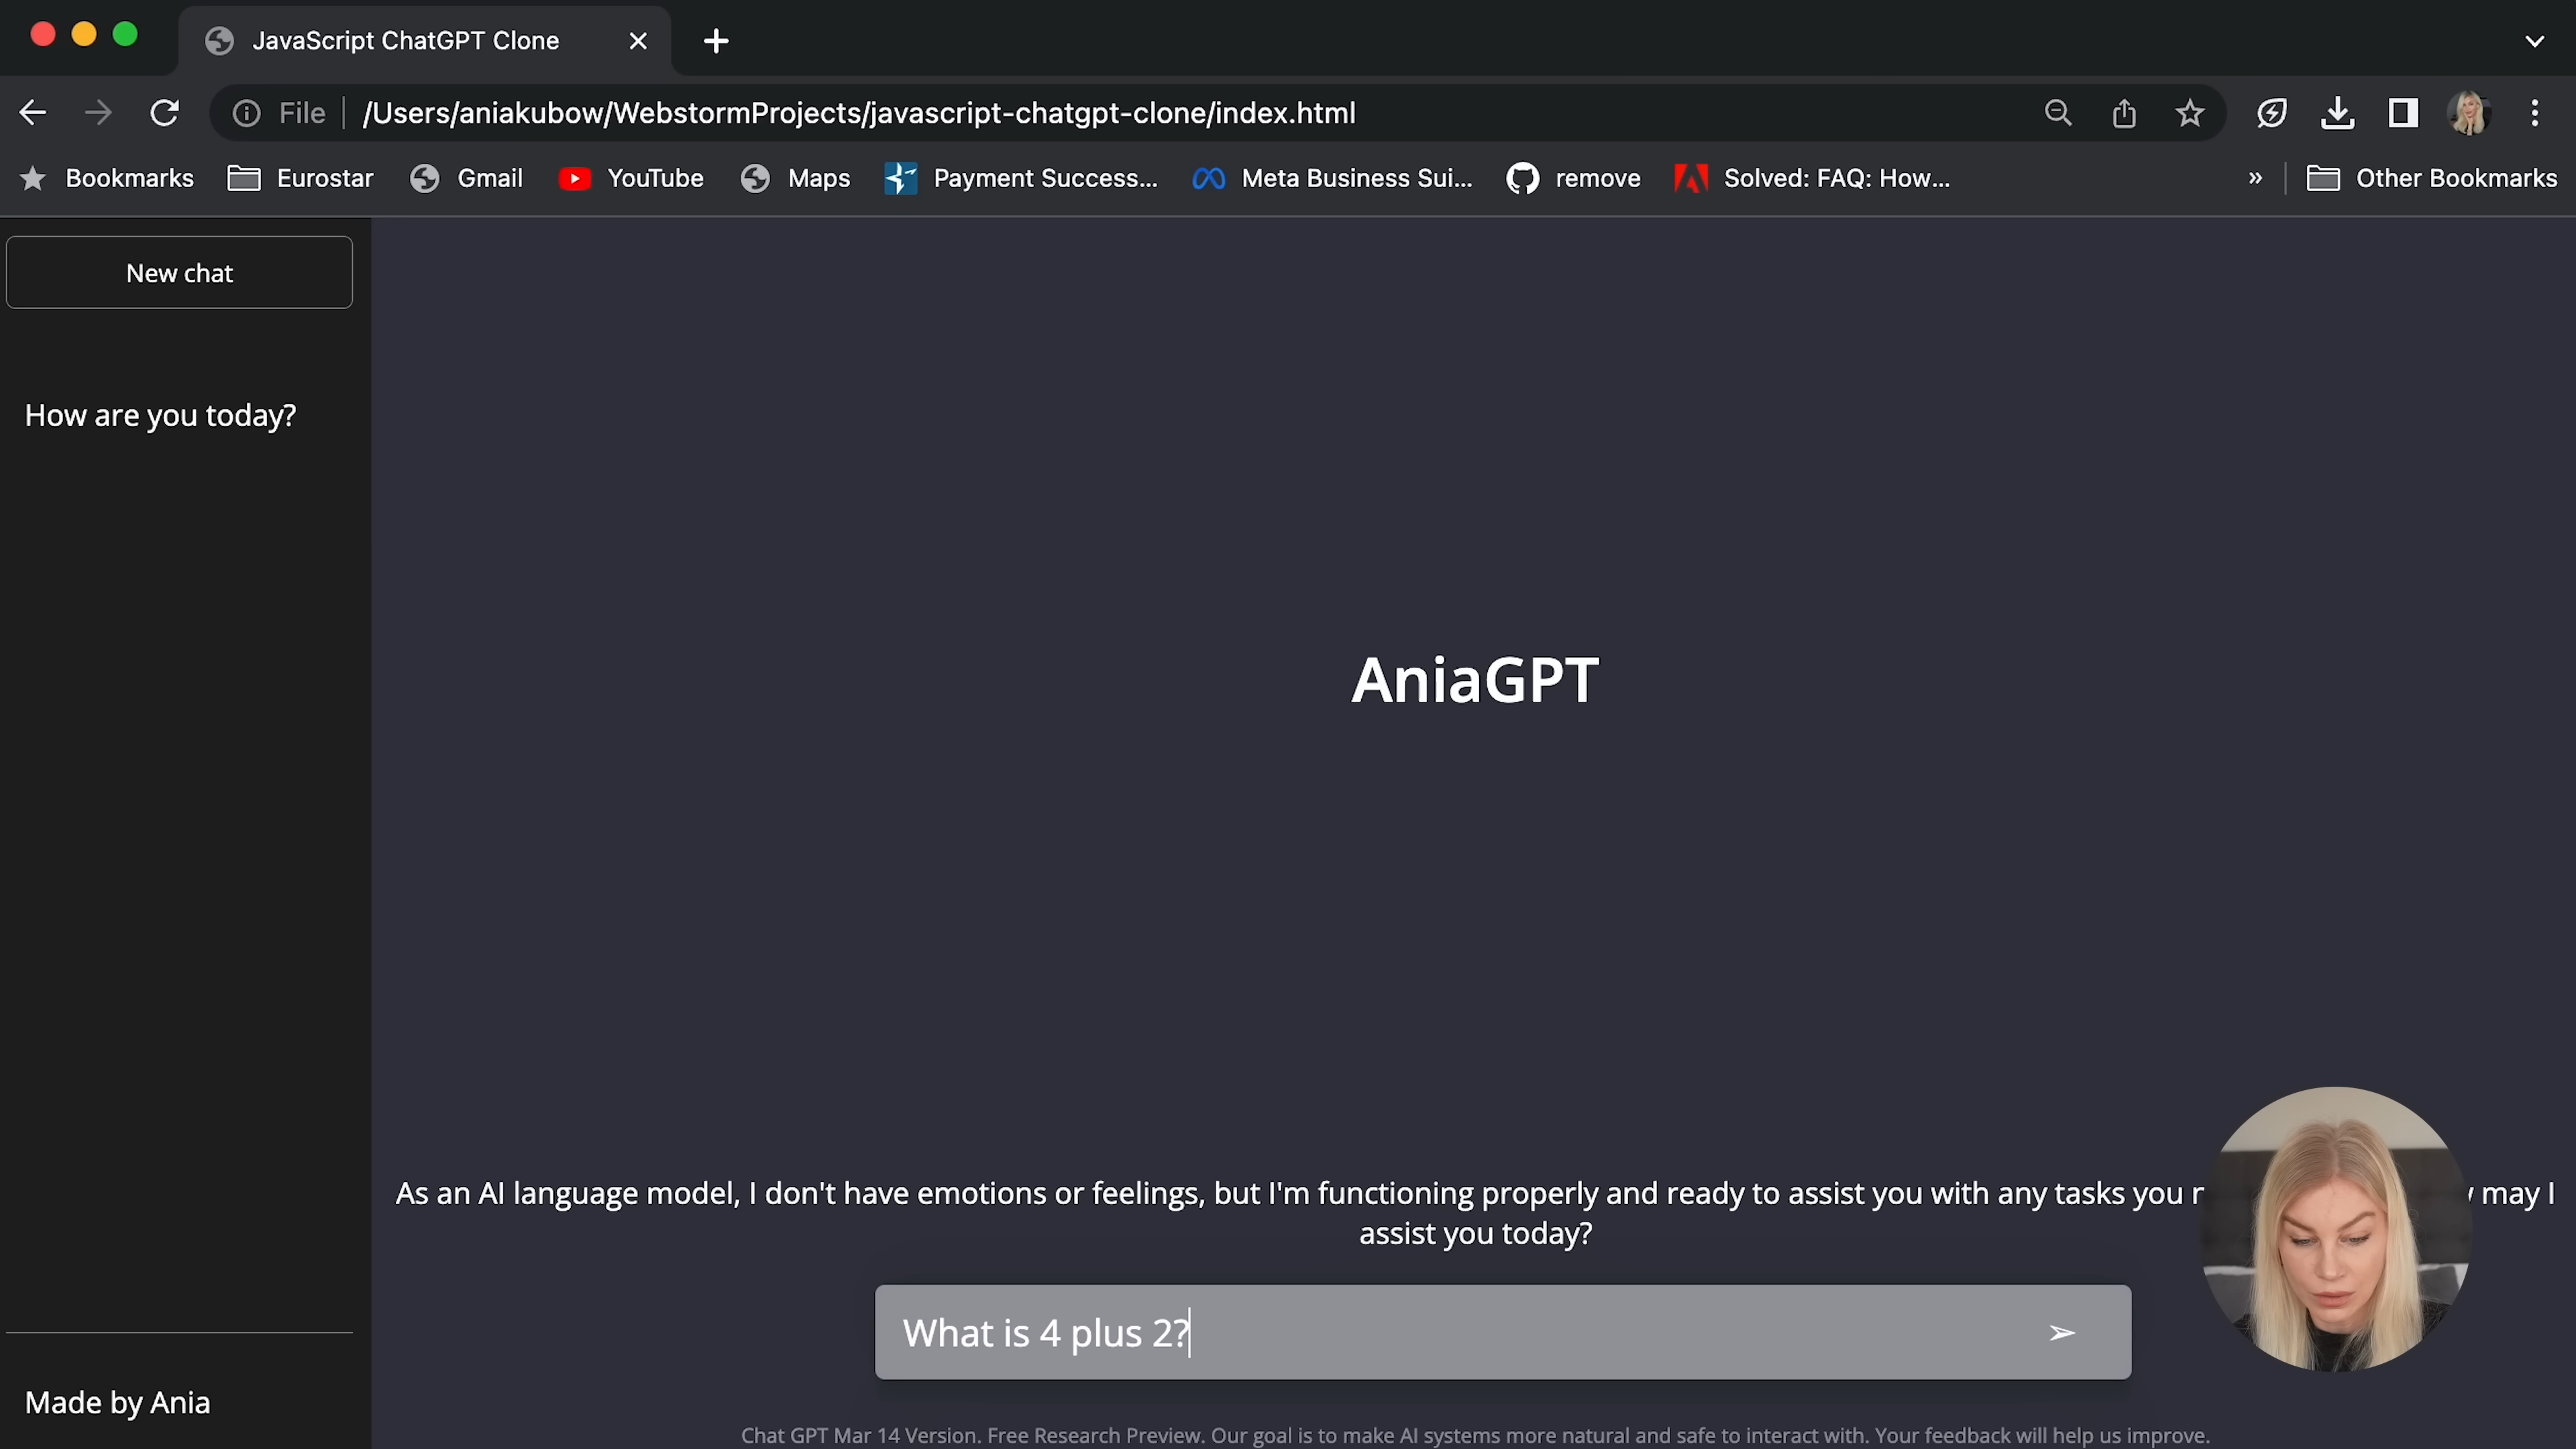 JavaScript ChatGPT Clone
File /Users/aniakubow/WebstormProjects/javascript-chatgpt-clone/index.html
Bookmarks Eurostar Gmail YouTube Maps Payment Success... Meta Business Sui... remove Solved: FAQ: How... » Other Bookmarks
New chat
How are you today?
AniaGPT
As an AI language model, I don't have emotions or feelings, but I'm functioning properly and ready to assist you with any tasks you may I
assist you today?
What is 4 plus 2?
Made by Ania
Chat GPT Mar 14 Version. Free Research Preview. Our goal is to make AI systems more natural and safe to interact with. Your feedback will help us improve.